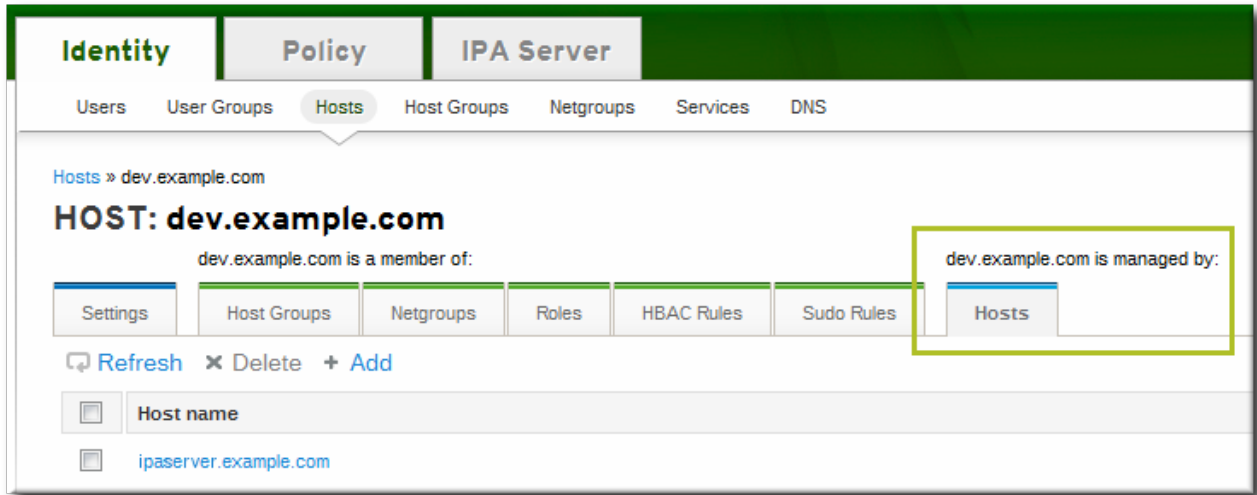 Identity Policy IPA Server
Users User Groups Hosts Host Groups Netgroups Services DNS
Hosts » dev.example.com
HOST: dev.example.com
dev.example.com is a member of: dev.example.com is managed by:
Settings Host Groups Netgroups Roles HBAC Rules Sudo Rules Hosts
Refresh Delete + Add
Host name
ipaserver.example.com